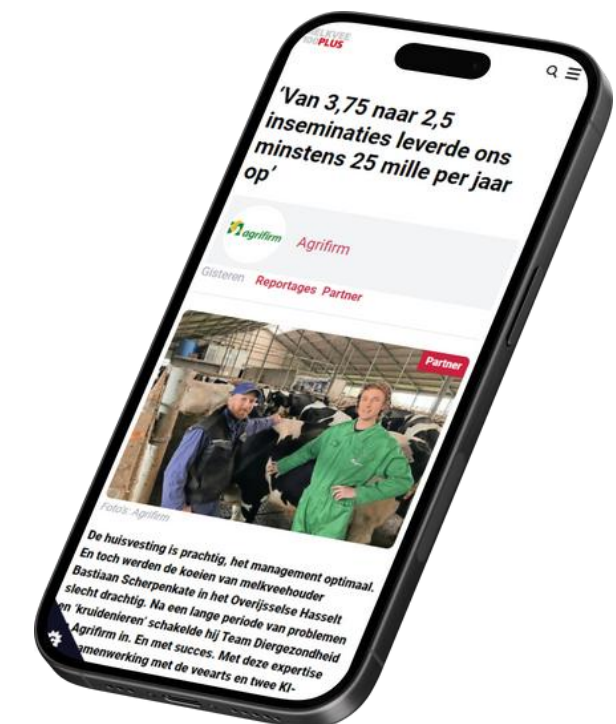 MELKVEE
100PLUS
'Van 3,75 naar 2,5
inseminaties leverde ons
minstens 25 mille per jaar
op'
agrifirm
Agrifirm
Gisteren Reportages Partner
Partner
Foto's: Agrifirm
De huisvesting is prachtig, het management optimaal.
En toch werden de koeien van melkveehouder
Bastiaan Scherpenkate in het Overijsselse Hasselt
slecht drachtig. Na een lange periode van problemen
en 'kruidenieren' schakelde hij Team Diergezondheid
Agrifirm in. En met succes. Met deze expertise
amenwerking met de veearts en twee KI-